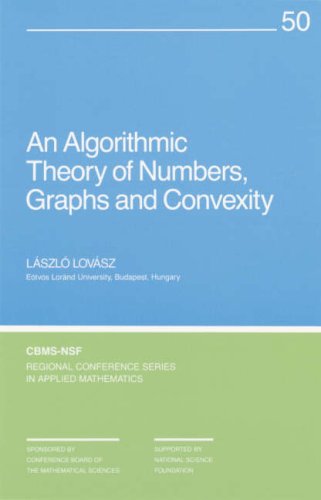 50
An Algorithmic
Theory of Numbers,
Graphs and Convexity
LÁSZLÓ LOVÁSZ
Eötvos Loránd University, Budapest, Hungary
CBMS-NSF
REGIONAL CONFERENCE SERIES
IN APPLIED MATHEMATICS
SPONSORED BY
CONFERENCE BOARD OF
THE MATHEMATICAL SCIENCES
SUPPORTED BY
NATIONAL SCIENCE
FOUNDATION